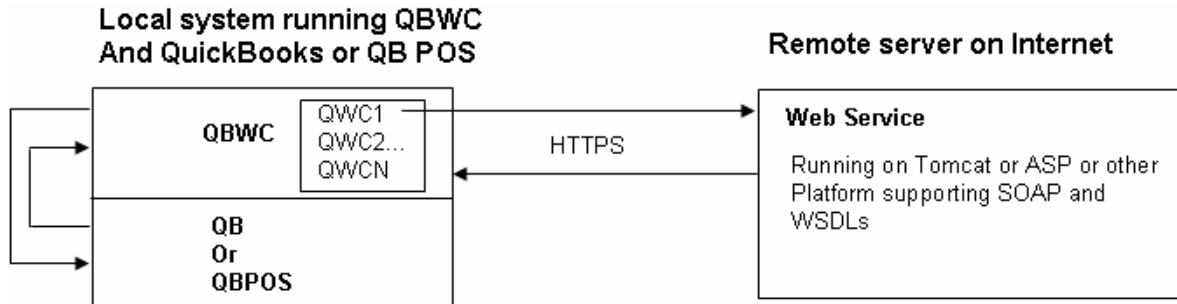 Local system running QBWC
And QuickBooks or QB POS
Remote server on Internet
QBWC
QWC1
QWC2...
QWCN
HTTPS
Web Service
Running on Tomcat or ASP or other
Platform supporting SOAP and
WSDLs
QB
Or
QBPOS